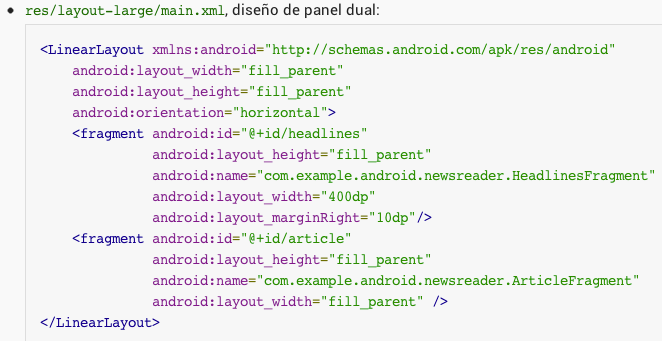 • res/layout-large/main.xml, diseño de panel dual:
<LinearLayout xmlns:android="http://schemas.android.com/apk/res/android"
    android:layout_width="fill_parent"
    android:layout_height="fill_parent"
    android:orientation="horizontal">
    <fragment android:id="@+id/headlines"
              android:layout_height="fill_parent"
              android:name="com.example.android.newsreader.HeadlinesFragment"
              android:layout_width="400dp"
              android:layout_marginRight="10dp"/>
    <fragment android:id="@+id/article"
              android:layout_height="fill_parent"
              android:name="com.example.android.newsreader.ArticleFragment"
              android:layout_width="fill_parent" />
</LinearLayout>